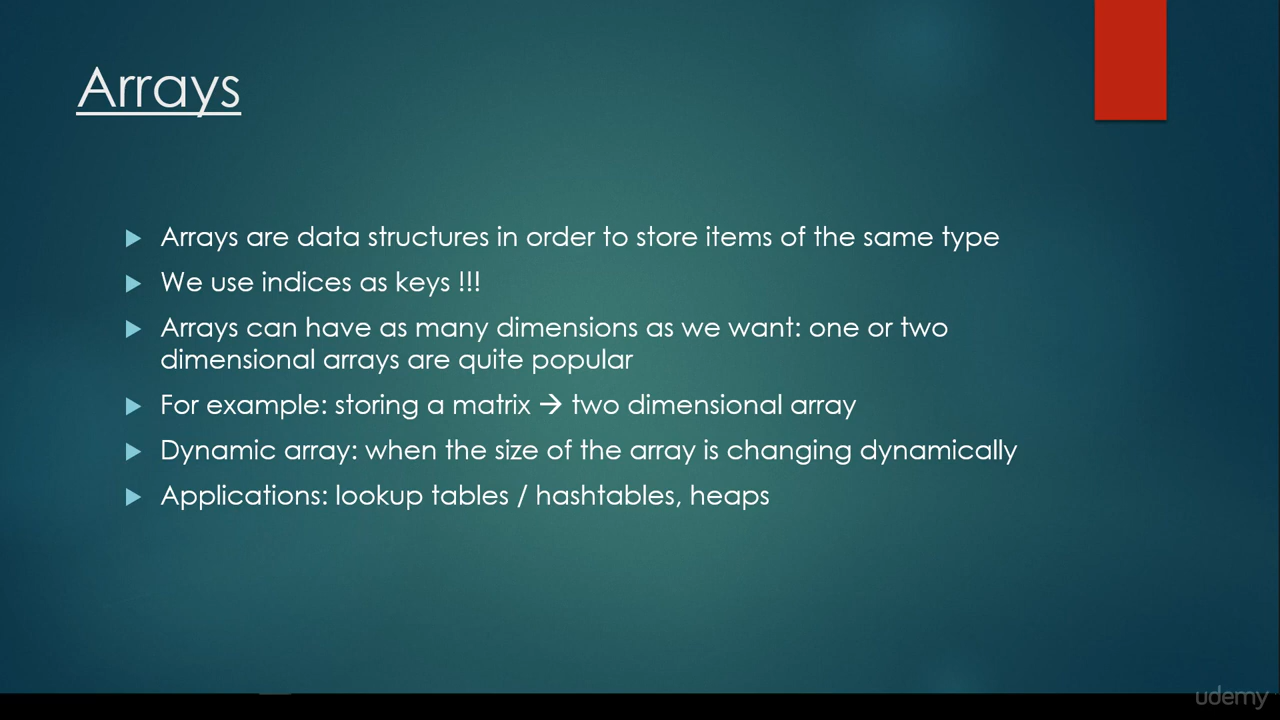 Arrays
Arrays are data structures in order to store items of the same type
We use indices as keys !!!
Arrays can have as many dimensions as we want: one or two
dimensional arrays are quite popular
For example: storing a matrix → two dimensional array
Dynamic array: when the size of the array is changing dynamically
Applications: lookup tables / hashtables, heaps
udemy